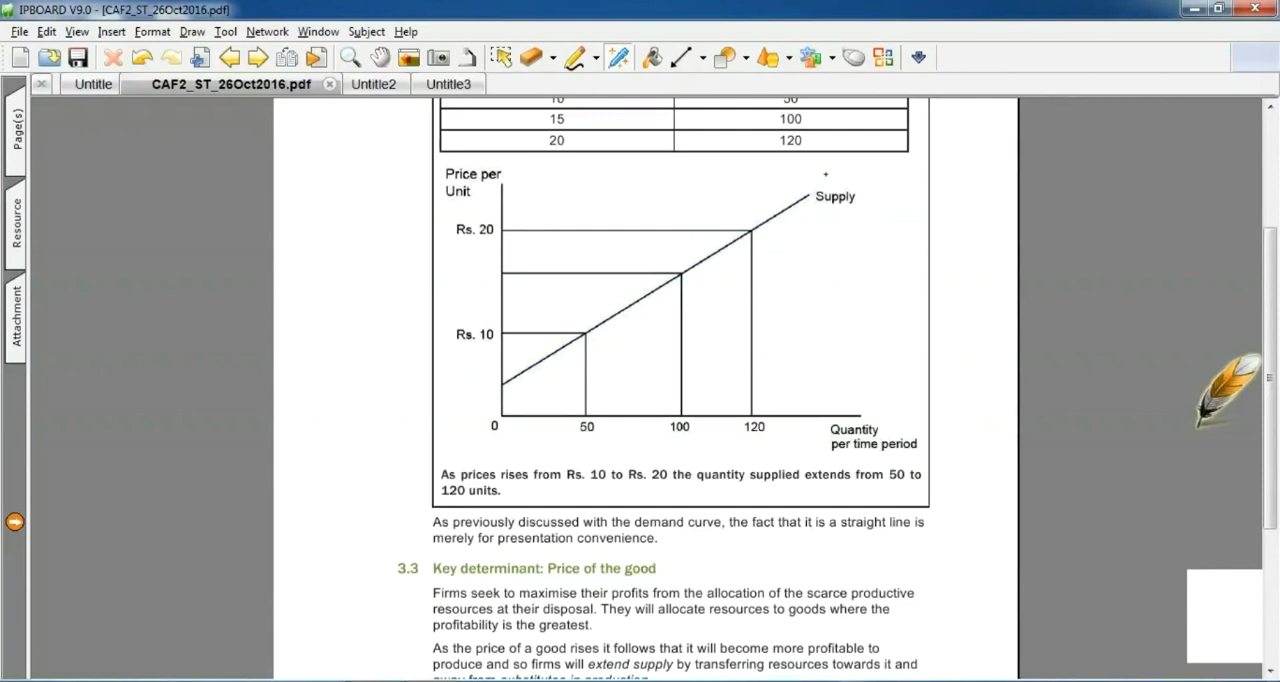 IPBOARD V9.0 - [CAF2_ST_26Oct2016.pdf]
File Edit View Insert Format Draw Tool Network Window Subject Help
Untitle CAF2_ST_26Oct2016.pdf Untitle2 Untitle3
Page(s)
Resource
Attachment
10 50
15 100
20 120
Price per
Unit
Supply
Rs. 20
Rs. 10
0 50 100 120
Quantity
per time period
As prices rises from Rs. 10 to Rs. 20 the quantity supplied extends from 50 to
120 units.
As previously discussed with the demand curve, the fact that it is a straight line is
merely for presentation convenience.
3.3 Key determinant: Price of the good
Firms seek to maximise their profits from the allocation of the scarce productive
resources at their disposal. They will allocate resources to goods where the
profitability is the greatest.
As the price of a good rises it follows that it will become more profitable to
produce and so firms will extend supply by transferring resources towards it and
away from substitutes in production.